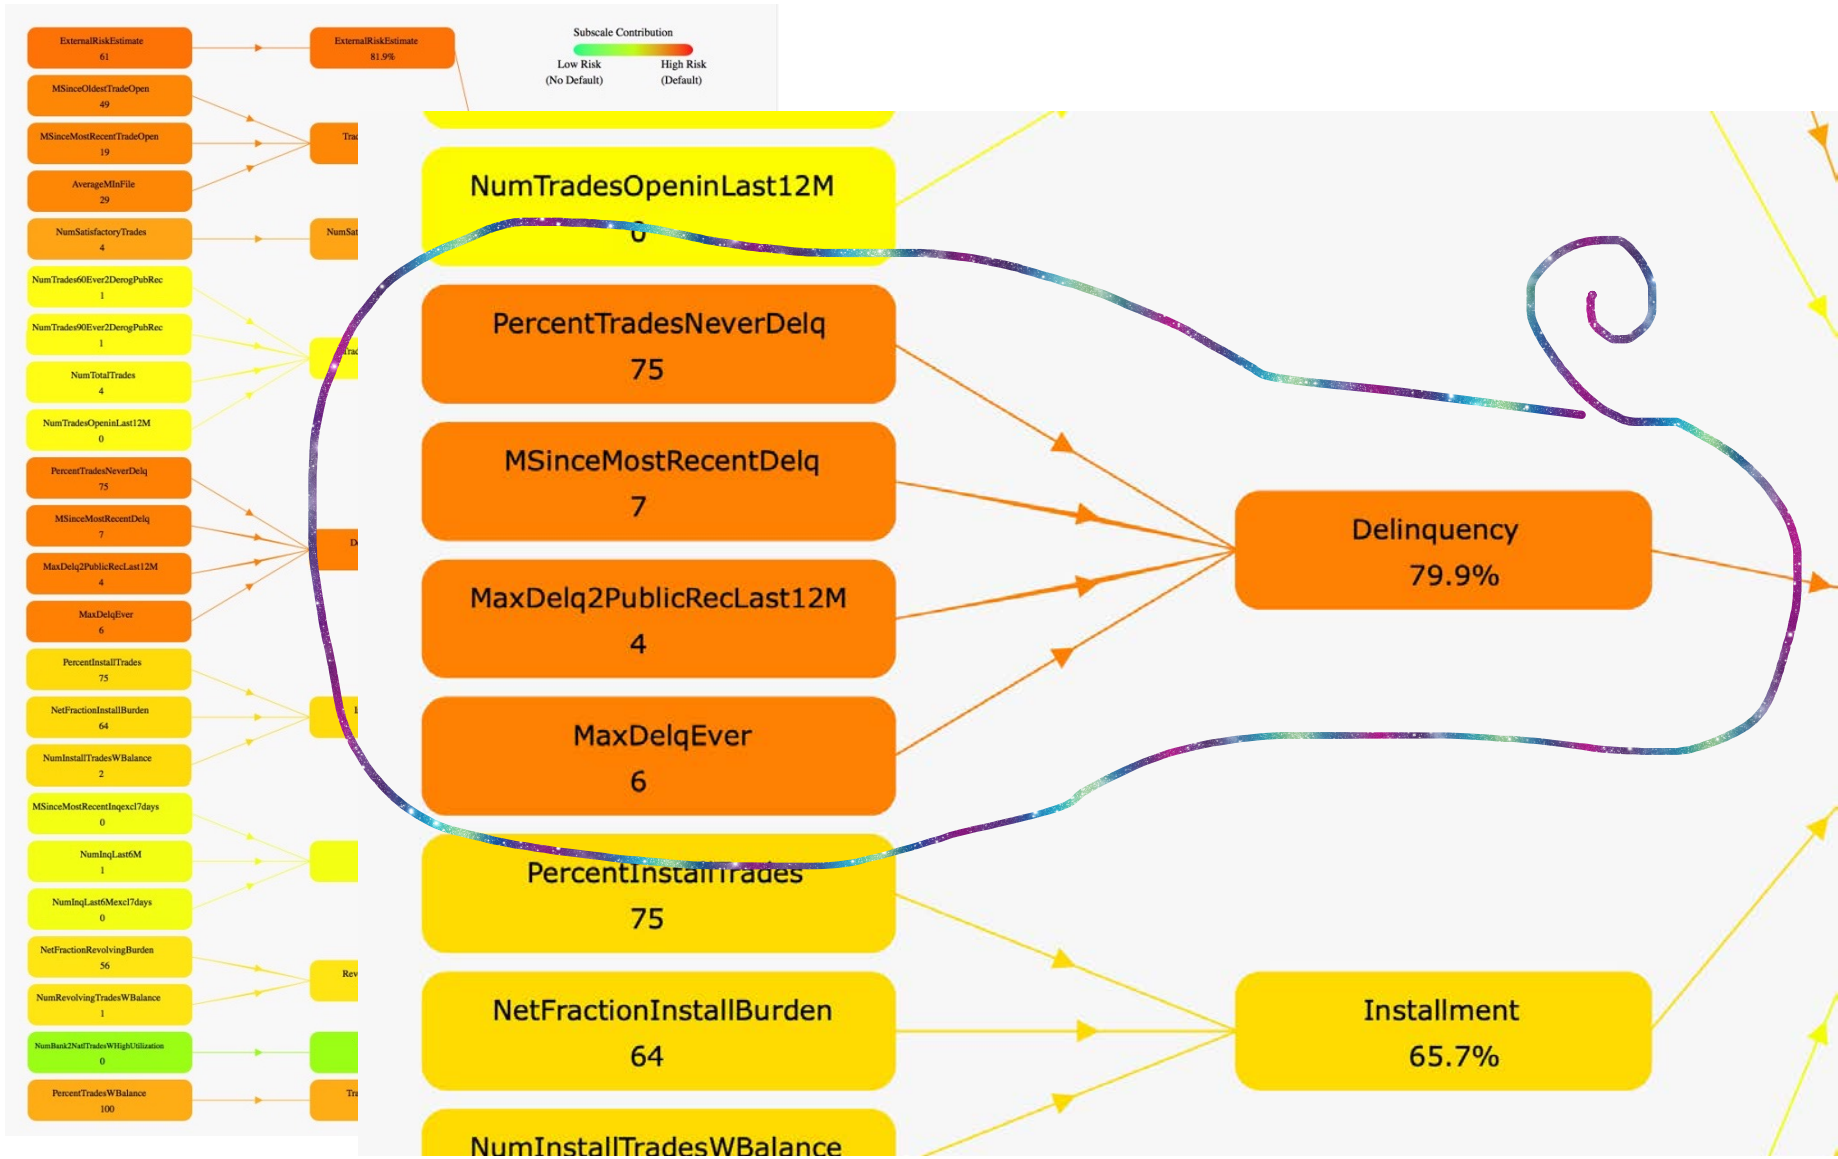 ExternalRiskEstimate
61
ExternalRiskEstimate
81.9%
Subscale Contribution
Low Risk
(No Default)
High Risk
(Default)
MSinceOldestTradeOpen
49
MSinceMostRecentTradeOpen
19
AverageMInFile
29
NumSatisfactoryTrades
4
NumTrades60Ever2DerogPubRec
1
NumTrades90Ever2DerogPubRec
1
NumTotalTrades
4
NumTradesOpeninLast12M
0
PercentTradesNeverDelq
75
MSinceMostRecentDelq
7
MaxDelq2PublicRecLast12M
4
MaxDelqEver
6
PercentInstallTrades
75
NetFractionInstallBurden
64
NumInstallTradesWBalance
2
MSinceMostRecentInqexcl7days
0
NumInqLast6M
1
NumInqLast6Mexcl7days
0
NetFractionRevolvingBurden
56
NumRevolvingTradesWBalance
1
NumBank2NatlTradesWHighUtilization
0
PercentTradesWBalance
100
NumTradesOpeninLast12M
0
PercentTradesNeverDelq
75
MSinceMostRecentDelq
7
MaxDelq2PublicRecLast12M
4
MaxDelqEver
6
Delinquency
79.9%
PercentInstallTrades
75
NetFractionInstallBurden
64
Installment
65.7%
NumInstallTradesWBalance